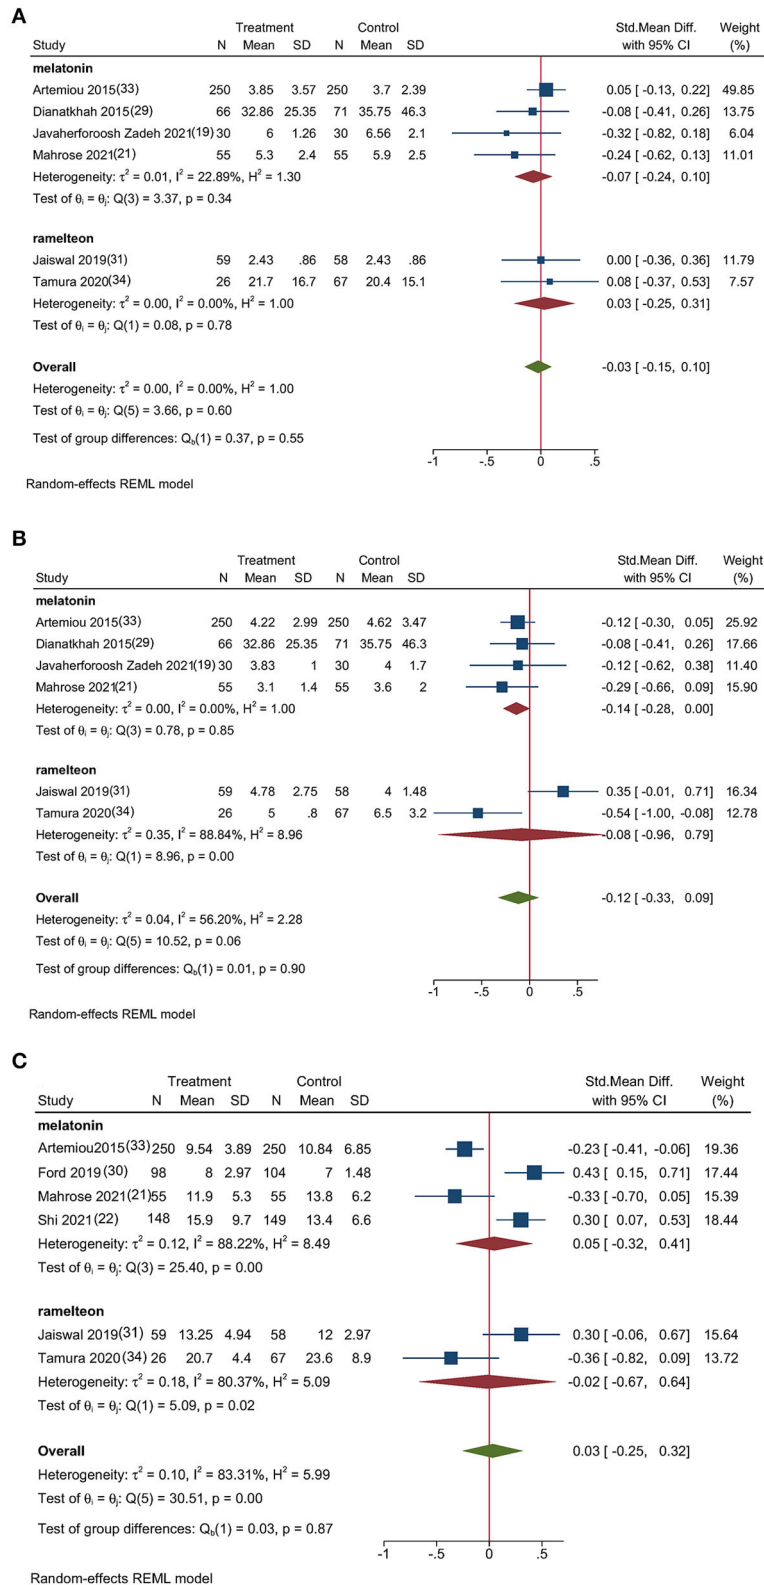 A
Treatment Control Std.Mean Diff. Weight
Study N Mean SD N Mean SD with 95% CI (%)
melatonin
Artemiou 2015(33) 250 3.85 3.57 250 3.7 2.39 0.05 [ -0.13, 0.22] 49.85
Dianatkhah 2015(29) 66 32.86 25.35 71 35.75 46.3 -0.08 [ -0.41, 0.26] 13.75
Javaherforoosh Zadeh 2021(19) 30 6 1.26 30 6.56 2.1 -0.32 [ -0.82, 0.18] 6.04
Mahrose 2021(21) 55 5.3 2.4 55 5.9 2.5 -0.24 [ -0.62, 0.13] 11.01
Heterogeneity: τ² = 0.01, I² = 22.89%, H² = 1.30 -0.07 [ -0.24, 0.10]
Test of θᵢ = θⱼ: Q(3) = 3.37, p = 0.34
ramelteon
Jaiswal 2019(31) 59 2.43 .86 58 2.43 .86 0.00 [ -0.36, 0.36] 11.79
Tamura 2020(34) 26 21.7 16.7 67 20.4 15.1 0.08 [ -0.37, 0.53] 7.57
Heterogeneity: τ² = 0.00, I² = 0.00%, H² = 1.00 0.03 [ -0.25, 0.31]
Test of θᵢ = θⱼ: Q(1) = 0.08, p = 0.78
Overall -0.03 [ -0.15, 0.10]
Heterogeneity: τ² = 0.00, I² = 0.00%, H² = 1.00
Test of θᵢ = θⱼ: Q(5) = 3.66, p = 0.60
Test of group differences: Q_b(1) = 0.37, p = 0.55
-1 -.5 0 .5
Random-effects REML model
B
Treatment Control Std.Mean Diff. Weight
Study N Mean SD N Mean SD with 95% CI (%)
melatonin
Artemiou 2015(33) 250 4.22 2.99 250 4.62 3.47 -0.12 [ -0.30, 0.05] 25.92
Dianatkhah 2015(29) 66 32.86 25.35 71 35.75 46.3 -0.08 [ -0.41, 0.26] 17.66
Javaherforoosh Zadeh 2021(19) 30 3.83 1 30 4 1.7 -0.12 [ -0.62, 0.38] 11.40
Mahrose 2021(21) 55 3.1 1.4 55 3.6 2 -0.29 [ -0.66, 0.09] 15.90
Heterogeneity: τ² = 0.00, I² = 0.00%, H² = 1.00 -0.14 [ -0.28, 0.00]
Test of θᵢ = θⱼ: Q(3) = 0.78, p = 0.85
ramelteon
Jaiswal 2019(31) 59 4.78 2.75 58 4 1.48 0.35 [ -0.01, 0.71] 16.34
Tamura 2020(34) 26 5 .8 67 6.5 3.2 -0.54 [ -1.00, -0.08] 12.78
Heterogeneity: τ² = 0.35, I² = 88.84%, H² = 8.96 -0.08 [ -0.96, 0.79]
Test of θᵢ = θⱼ: Q(1) = 8.96, p = 0.00
Overall -0.12 [ -0.33, 0.09]
Heterogeneity: τ² = 0.04, I² = 56.20%, H² = 2.28
Test of θᵢ = θⱼ: Q(5) = 10.52, p = 0.06
Test of group differences: Q_b(1) = 0.01, p = 0.90
-1 -.5 0 .5
Random-effects REML model
C
Treatment Control Std.Mean Diff. Weight
Study N Mean SD N Mean SD with 95% CI (%)
melatonin
Artemiou2015(33) 250 9.54 3.89 250 10.84 6.85 -0.23 [ -0.41, -0.06] 19.36
Ford 2019 (30) 98 8 2.97 104 7 1.48 0.43 [ 0.15, 0.71] 17.44
Mahrose 2021(21) 55 11.9 5.3 55 13.8 6.2 -0.33 [ -0.70, 0.05] 15.39
Shi 2021(22) 148 15.9 9.7 149 13.4 6.6 0.30 [ 0.07, 0.53] 18.44
Heterogeneity: τ² = 0.12, I² = 88.22%, H² = 8.49 0.05 [ -0.32, 0.41]
Test of θᵢ = θⱼ: Q(3) = 25.40, p = 0.00
ramelteon
Jaiswal 2019(31) 59 13.25 4.94 58 12 2.97 0.30 [ -0.06, 0.67] 15.64
Tamura 2020(34) 26 20.7 4.4 67 23.6 8.9 -0.36 [ -0.82, 0.09] 13.72
Heterogeneity: τ² = 0.18, I² = 80.37%, H² = 5.09 -0.02 [ -0.67, 0.64]
Test of θᵢ = θⱼ: Q(1) = 5.09, p = 0.02
Overall 0.03 [ -0.25, 0.32]
Heterogeneity: τ² = 0.10, I² = 83.31%, H² = 5.99
Test of θᵢ = θⱼ: Q(5) = 30.51, p = 0.00
Test of group differences: Q_b(1) = 0.03, p = 0.87
-1 -.5 0 .5
Random-effects REML model